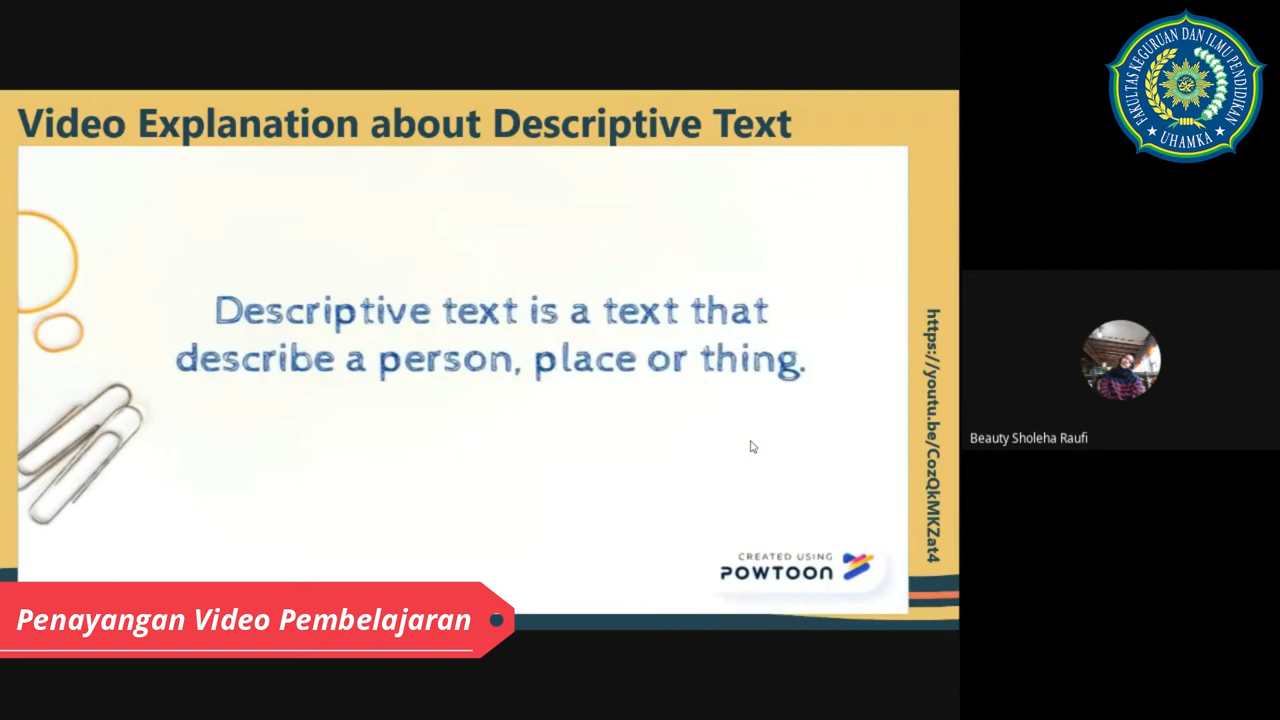 FAKULTAS KEGURUAN DAN ILMU PENDIDIKAN
UHAMKA
Video Explanation about Descriptive Text
Descriptive text is a text that
describe a person, place or thing.
https://youtu.be/CozQkMKZat4
Beauty Sholeha Raufi
CREATED USING
POWTOON
Penayangan Video Pembelajaran